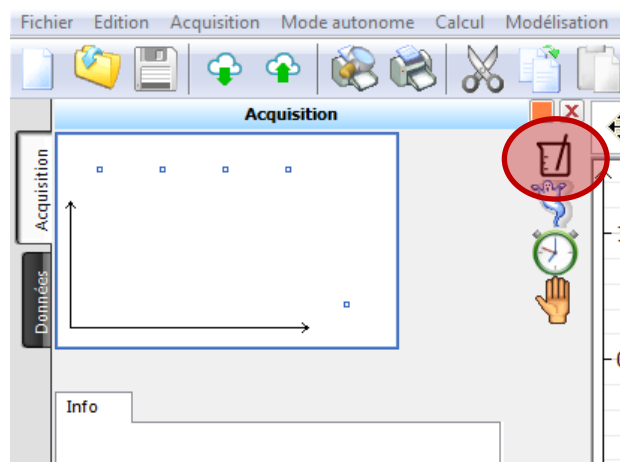 Fichier Edition Acquisition Mode autonome Calcul Modélisation
Acquisition
Acquisition
Données
Info